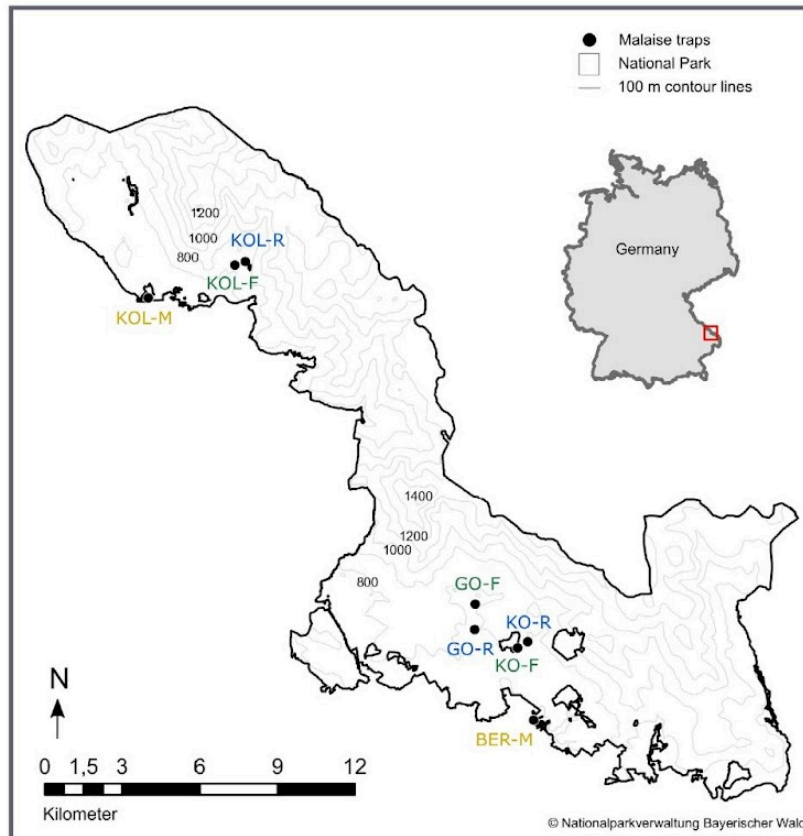 Malaise traps
National Park
100 m contour lines
Germany
1200
1000
800
KOL-R
KOL-F
KOL-M
1400
1200
1000
800
GO-F
GO-R
KO-R
KO-F
BER-M
N
0 1,5 3 6 9 12
Kilometer
© Nationalparkverwaltung Bayerischer Wald